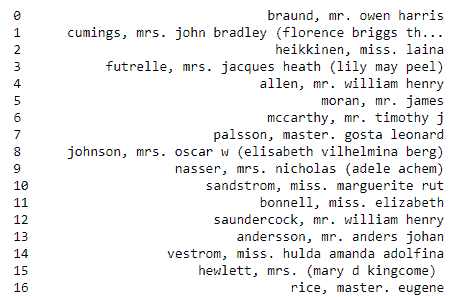 0 braund, mr. owen harris
1 cumings, mrs. john bradley (florence briggs th...
2 heikkinen, miss. laina
3 futrelle, mrs. jacques heath (lily may peel)
4 allen, mr. william henry
5 moran, mr. james
6 mccarthy, mr. timothy j
7 palsson, master. gosta leonard
8 johnson, mrs. oscar w (elisabeth vilhelmina berg)
9 nasser, mrs. nicholas (adele achem)
10 sandstrom, miss. marguerite rut
11 bonnell, miss. elizabeth
12 saundercock, mr. william henry
13 andersson, mr. anders johan
14 vestrom, miss. hulda amanda adolfina
15 hewlett, mrs. (mary d kingcome)
16 rice, master. eugene